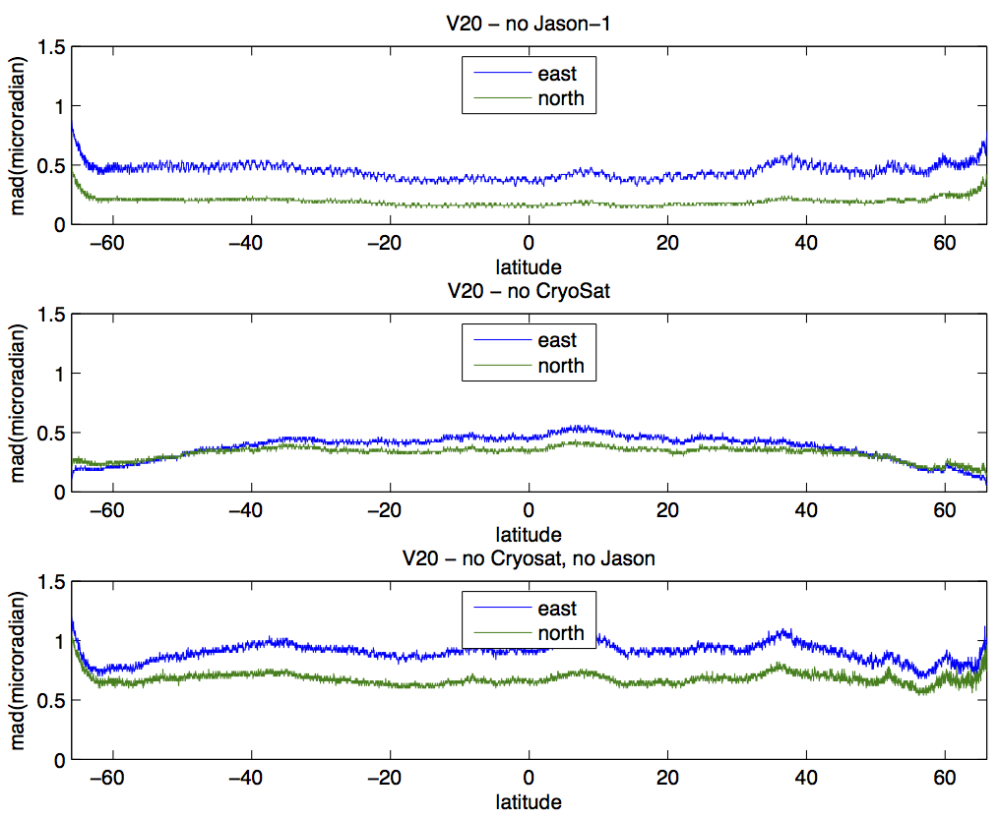 V20 − no Jason−1
1.5
1
0.5
0
mad(microradian)
east
north
−60 −40 −20 0 20 40 60
latitude
V20 − no CryoSat
1.5
1
0.5
0
mad(microradian)
east
north
−60 −40 −20 0 20 40 60
latitude
V20 − no Cryosat, no Jason
1.5
1
0.5
0
mad(microradian)
east
north
−60 −40 −20 0 20 40 60
latitude